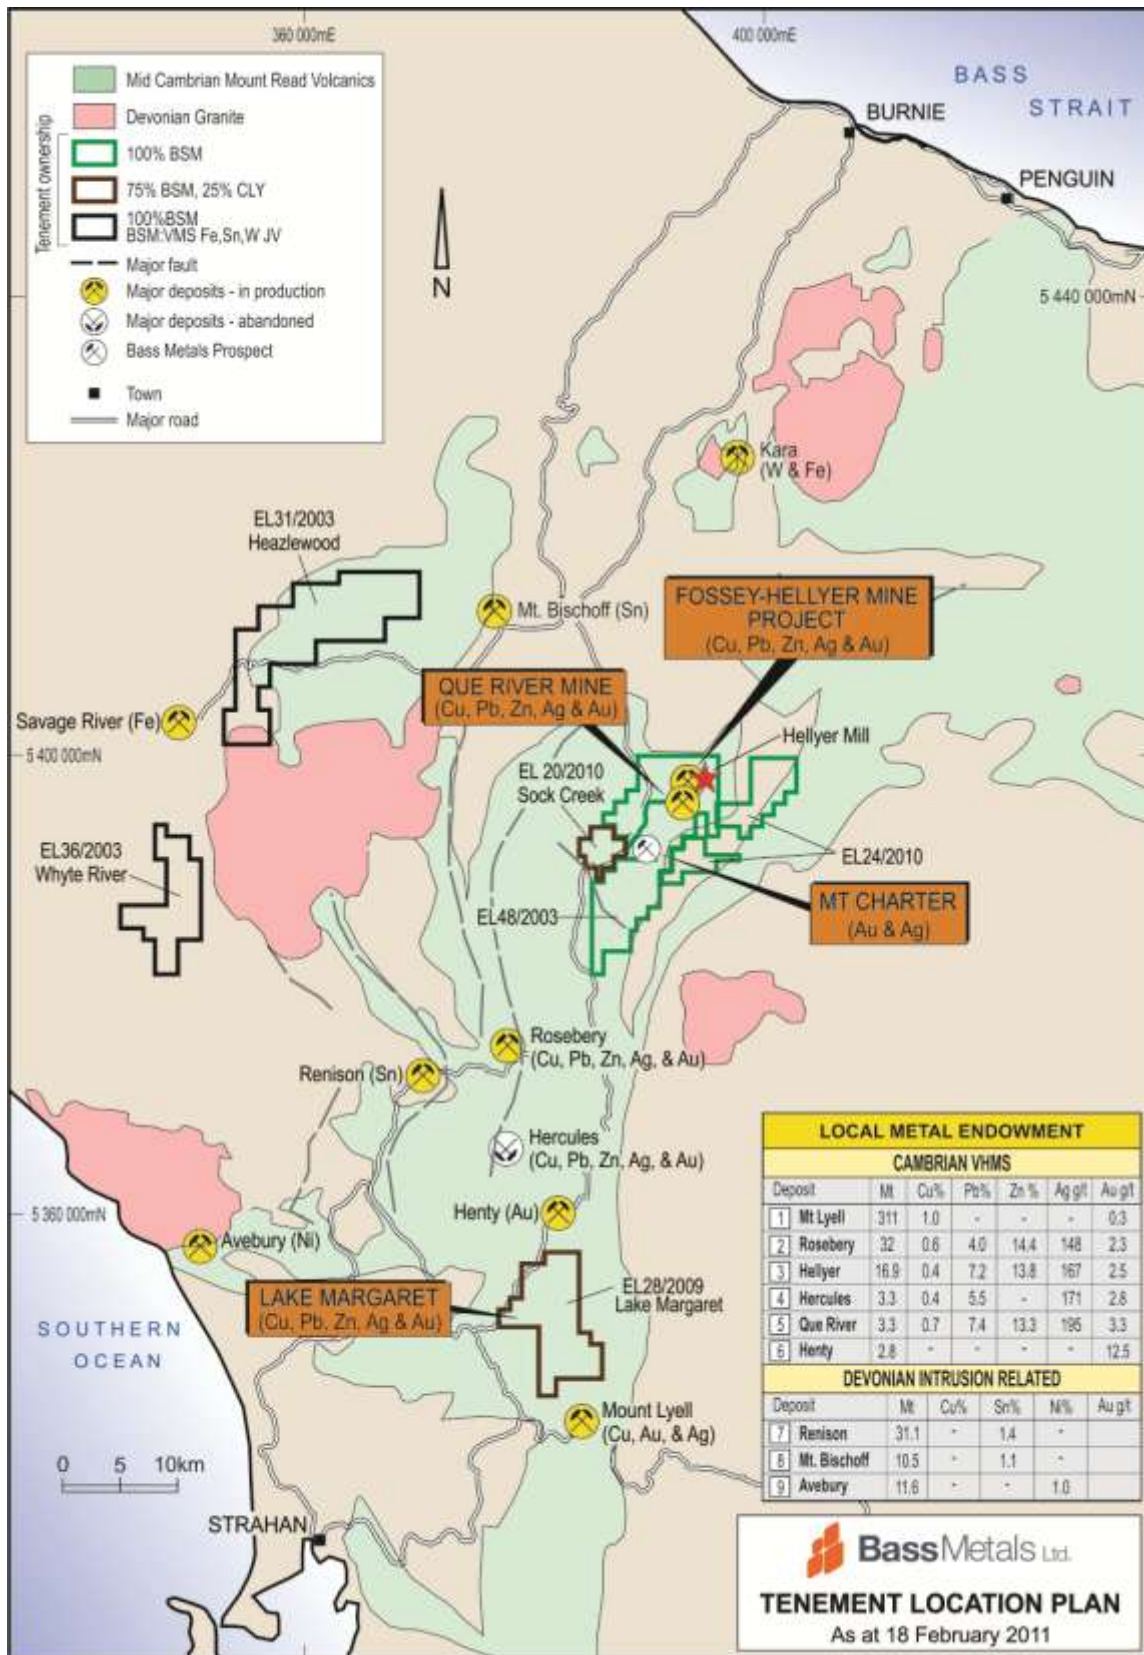 360 000mE
400 000mE
BASS
STRAIT
BURNIE
PENGUIN
5 440 000mN
Mid Cambrian Mount Read Volcanics
Devonian Granite
Tenement ownership
100% BSM
75% BSM, 25% CLY
100%BSM
BSM:VMS Fe,Sn,W JV
Major fault
Major deposits - in production
Major deposits - abandoned
Bass Metals Prospect
Town
Major road
N
Kara
(W & Fe)
EL31/2003
Heazlewood
Mt. Bischoff (Sn)
FOSSEY-HELLYER MINE
PROJECT
(Cu, Pb, Zn, Ag & Au)
QUE RIVER MINE
(Cu, Pb, Zn, Ag & Au)
Savage River (Fe)
Hellyer Mill
5 400 000mN
EL 20/2010
Sock Creek
EL36/2003
Whyte River
EL24/2010
MT CHARTER
(Au & Ag)
EL48/2003
Rosebery
(Cu, Pb, Zn, Ag, & Au)
Renison (Sn)
Hercules
(Cu, Pb, Zn, Ag, & Au)
5 360 000mN
Henty (Au)
Avebury (Ni)
LAKE MARGARET
(Cu, Pb, Zn, Ag & Au)
EL28/2009
Lake Margaret
SOUTHERN
OCEAN
Mount Lyell
(Cu, Au, & Ag)
0 5 10km
STRAHAN
LOCAL METAL ENDOWMENT
CAMBRIAN VHMS
Deposit Mt Cu% Pb% Zn % Ag g/t Au g/t
1 Mt Lyell 311 1.0 - - - 0.3
2 Rosebery 32 0.6 4.0 14.4 148 2.3
3 Hellyer 16.9 0.4 7.2 13.8 167 2.5
4 Hercules 3.3 0.4 5.5 - 171 2.8
5 Que River 3.3 0.7 7.4 13.3 195 3.3
6 Henty 2.8 - - - - 12.5
DEVONIAN INTRUSION RELATED
Deposit Mt Cu% Sn% Ni% Au g/t
7 Renison 31.1 - 1.4 -
8 Mt. Bischoff 10.5 - 1.1 -
9 Avebury 11.6 - - 1.0
BassMetals Ltd.
TENEMENT LOCATION PLAN
As at 18 February 2011